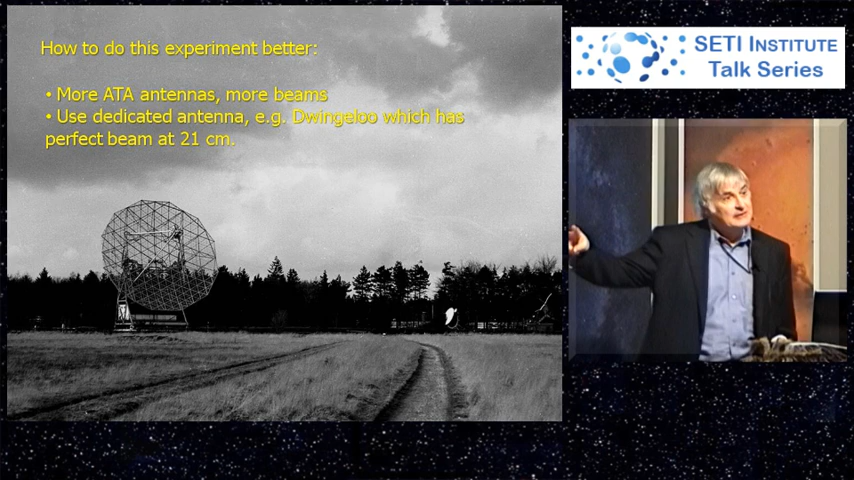 How to do this experiment better:
• More ATA antennas, more beams
• Use dedicated antenna, e.g. Dwingeloo which has
perfect beam at 21 cm.
SETI INSTITUTE
Talk Series